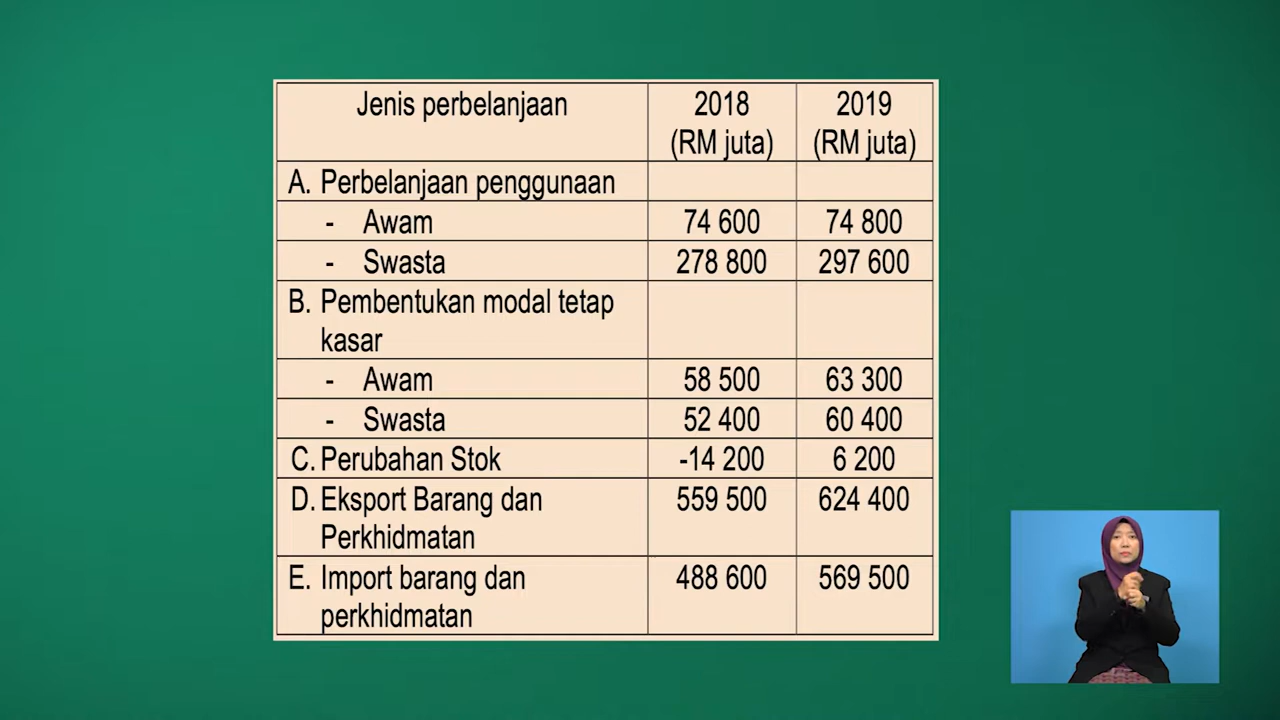 Jenis perbelanjaan 2018 2019
(RM juta) (RM juta)
A. Perbelanjaan penggunaan
- Awam 74 600 74 800
- Swasta 278 800 297 600
B. Pembentukan modal tetap
kasar
- Awam 58 500 63 300
- Swasta 52 400 60 400
C. Perubahan Stok -14 200 6 200
D. Eksport Barang dan 559 500 624 400
Perkhidmatan
E. Import barang dan 488 600 569 500
perkhidmatan